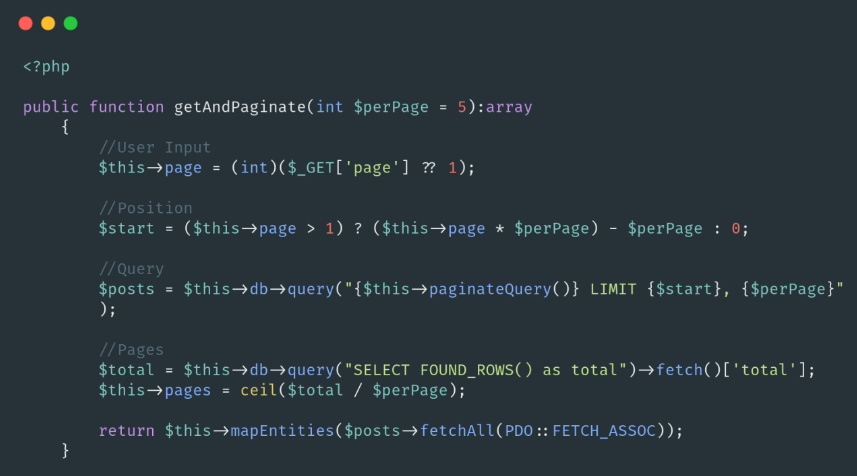 <?php
public function getAndPaginate(int $perPage = 5):array
{
//User Input
$this->page = (int)($_GET['page'] ?? 1);
//Position
$start = ($this->page > 1) ? ($this->page * $perPage) - $perPage : 0;
//Query
$posts = $this->db->query("{$this->paginateQuery()} LIMIT {$start}, {$perPage}"
);
//Pages
$total = $this->db->query("SELECT FOUND_ROWS() as total")->fetch()['total'];
$this->pages = ceil($total / $perPage);
return $this->mapEntities($posts->fetchAll(PDO::FETCH_ASSOC));
}